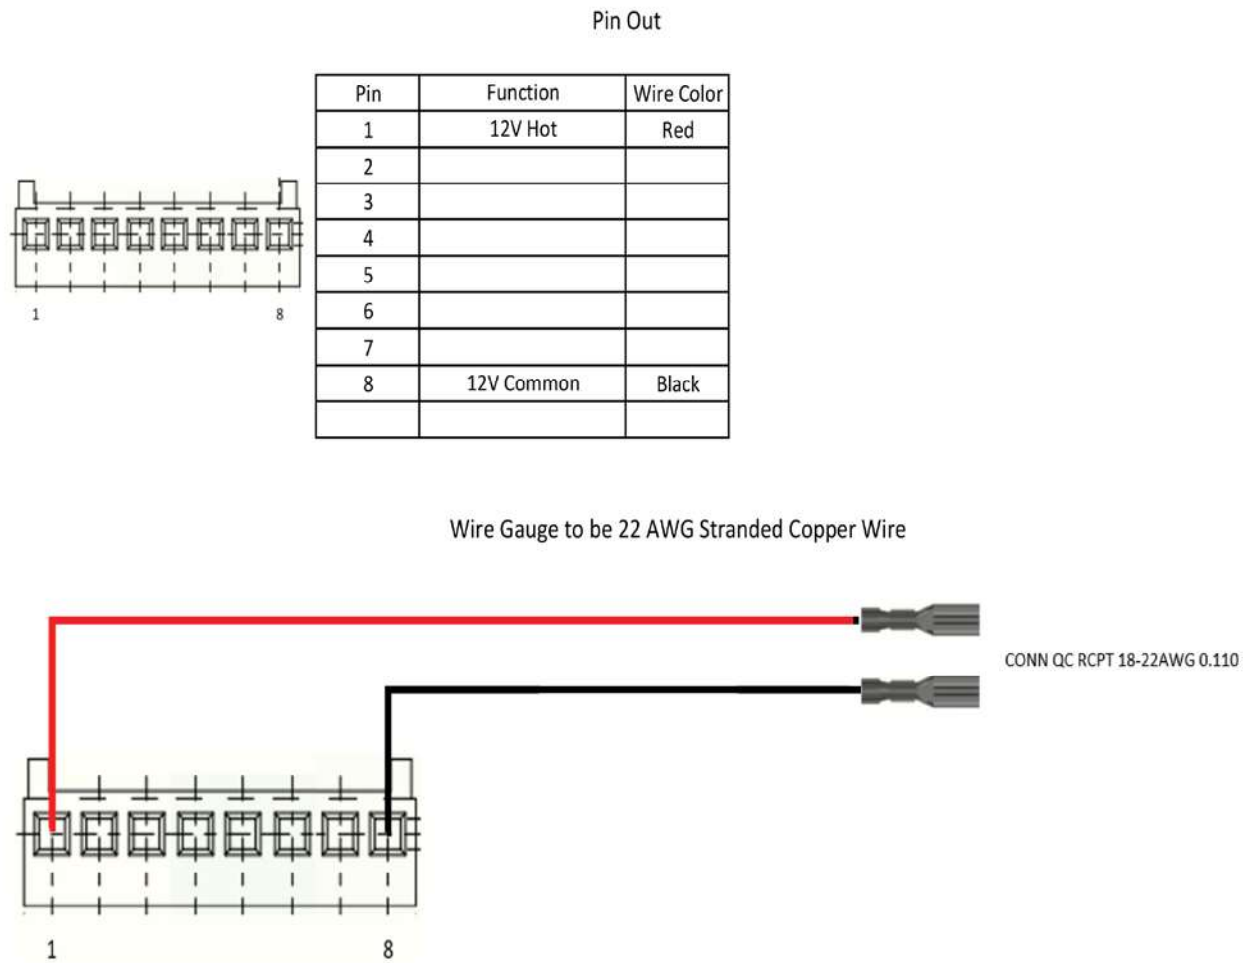 Pin Out
Pin Function Wire Color
1 12V Hot Red
2
3
4
5
6
7
8 12V Common Black
1 8
Wire Gauge to be 22 AWG Stranded Copper Wire
CONN QC RCPT 18-22AWG 0.110
1 8